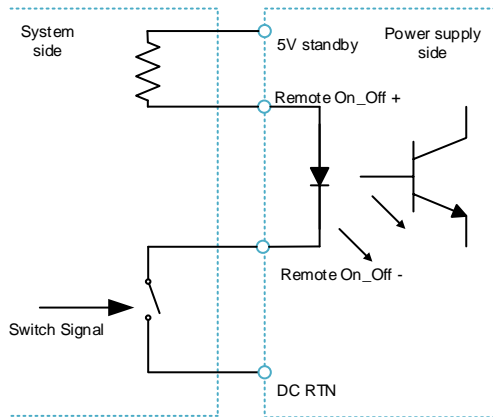 System
side
5V standby
Power supply
side
Remote On_Off +
Remote On_Off -
Switch Signal
DC RTN